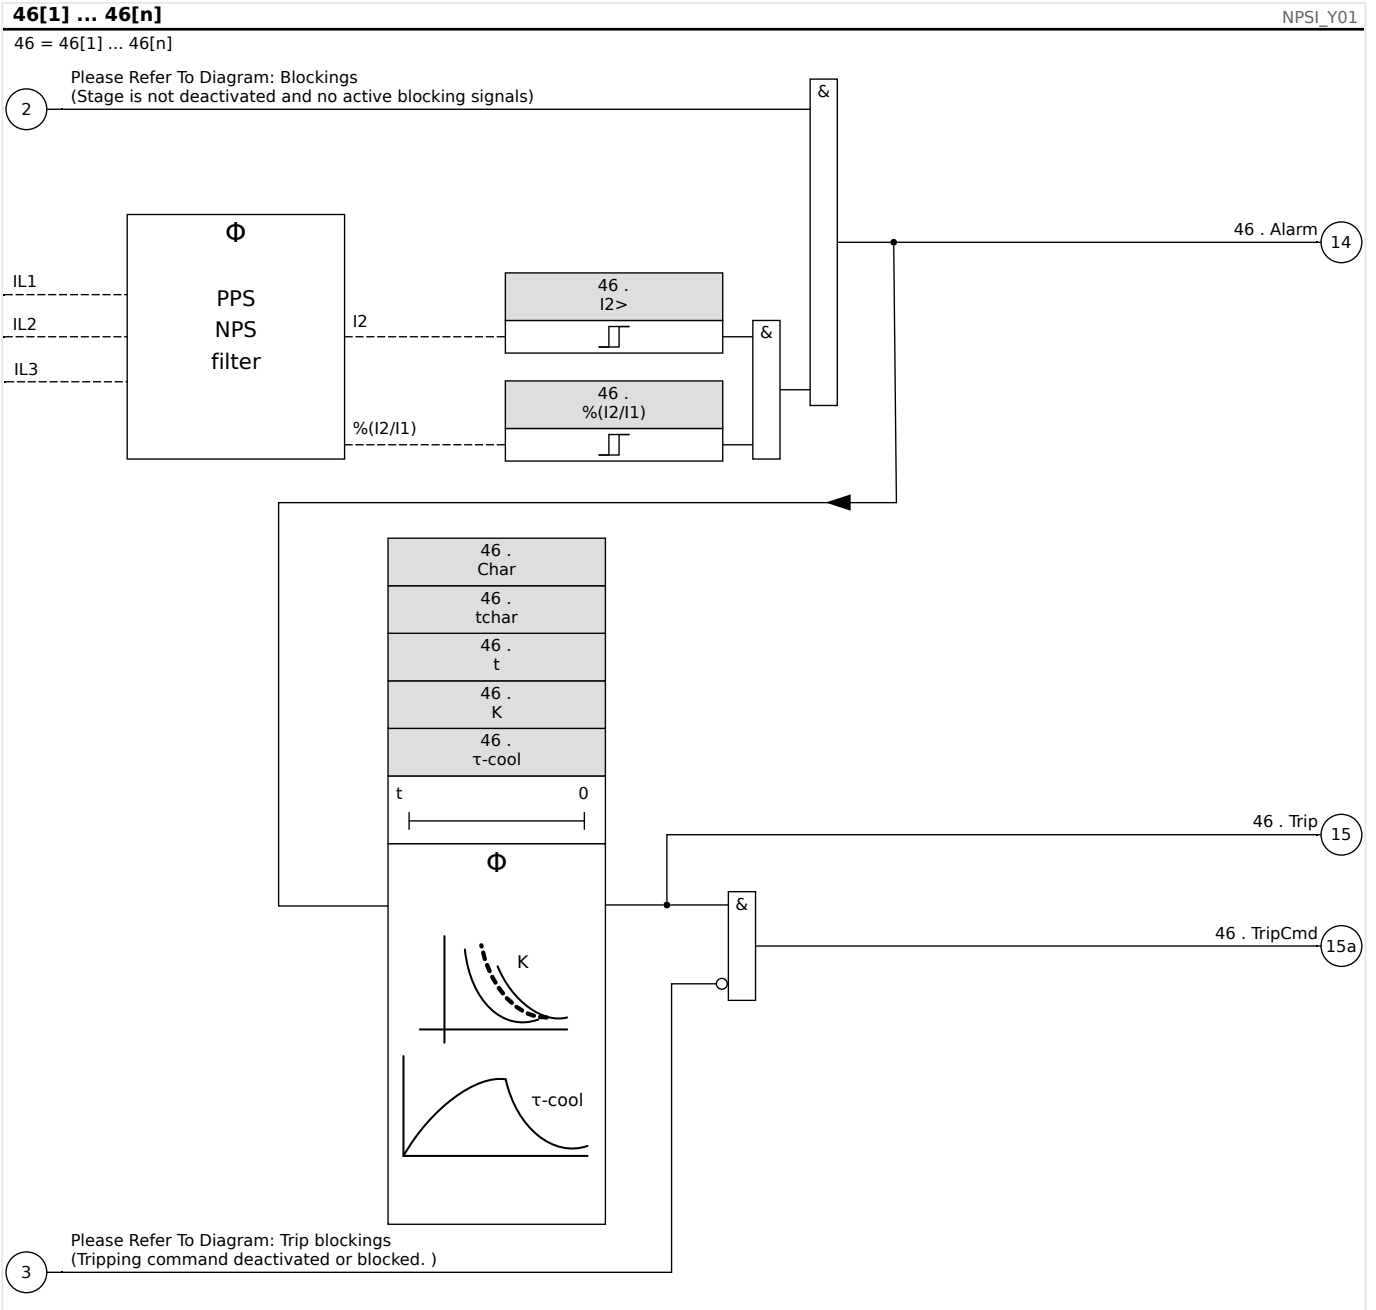 46[1] ... 46[n]
NPSI_Y01
46 = 46[1] ... 46[n]
Please Refer To Diagram: Blockings
(Stage is not deactivated and no active blocking signals)
2
&
Φ
PPS
NPS
filter
IL1
IL2
IL3
I2
%(I2/I1)
46 .
I2>
46 .
%(I2/I1)
&
46 . Alarm
14
46 .
Char
46 .
tchar
46 .
t
46 .
K
46 .
τ-cool
t 0
Φ
K
τ-cool
46 . Trip
15
&
46 . TripCmd
15a
Please Refer To Diagram: Trip blockings
(Tripping command deactivated or blocked. )
3